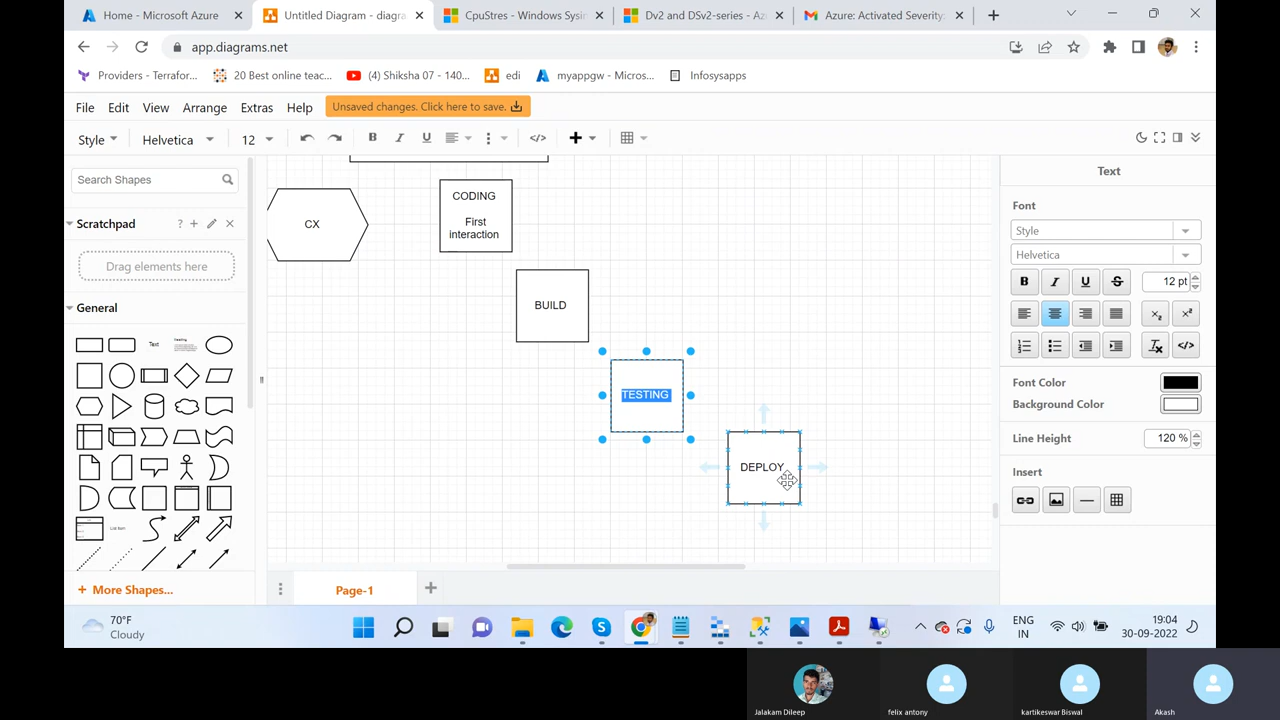 Home - Microsoft Azure
Untitled Diagram - diagra
CpuStres - Windows Sysin
Dv2 and DSv2-series - Az
Azure: Activated Severity:
app.diagrams.net
Providers - Terrafor...
20 Best online teac...
(4) Shiksha 07 - 140...
edi
myappgw - Micros...
Infosysapps
File
Edit
View
Arrange
Extras
Help
Unsaved changes. Click here to save.
Style
Helvetica
12
B
I
U
Search Shapes
Scratchpad
?
Drag elements here
General
Text
Heading
List Item
More Shapes...
CX
CODING
First
interaction
BUILD
TESTING
DEPLOY
Page-1
Text
Font
Style
Helvetica
B
I
U
S
12 pt
Font Color
Background Color
Line Height
120 %
Insert
70°F
Cloudy
ENG
IN
19:04
30-09-2022
Jalakam Dileep
felix antony
kartikeswar Biswal
Akash